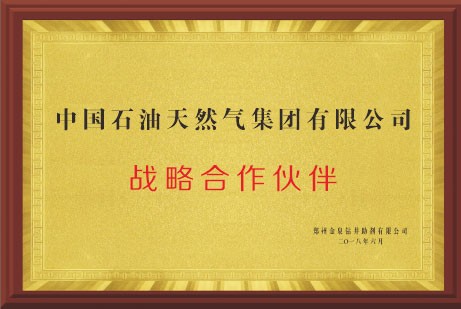 中国石油天然气集团有限公司
战略合作伙伴
郑州金泉钻井助剂有限公司
二〇一八年六月